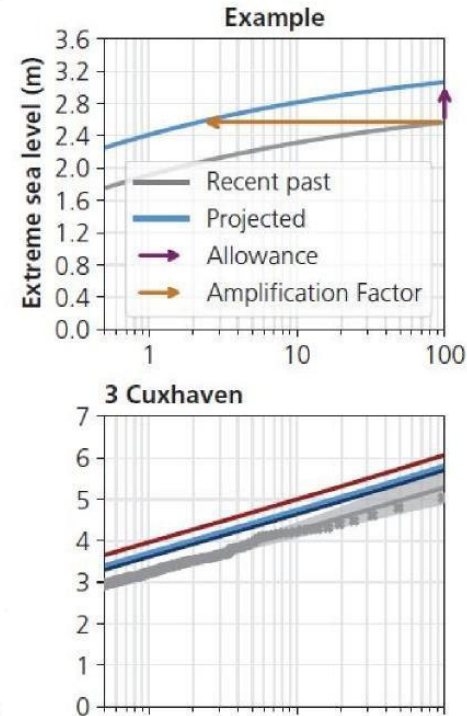 Example
Extreme sea level (m)
3.6
3.2
2.8
2.4
2.0
1.6
1.2
0.8
0.4
0.0
Recent past
Projected
Allowance
Amplification Factor
1 10 100
3 Cuxhaven
7
6
5
4
3
2
1
0